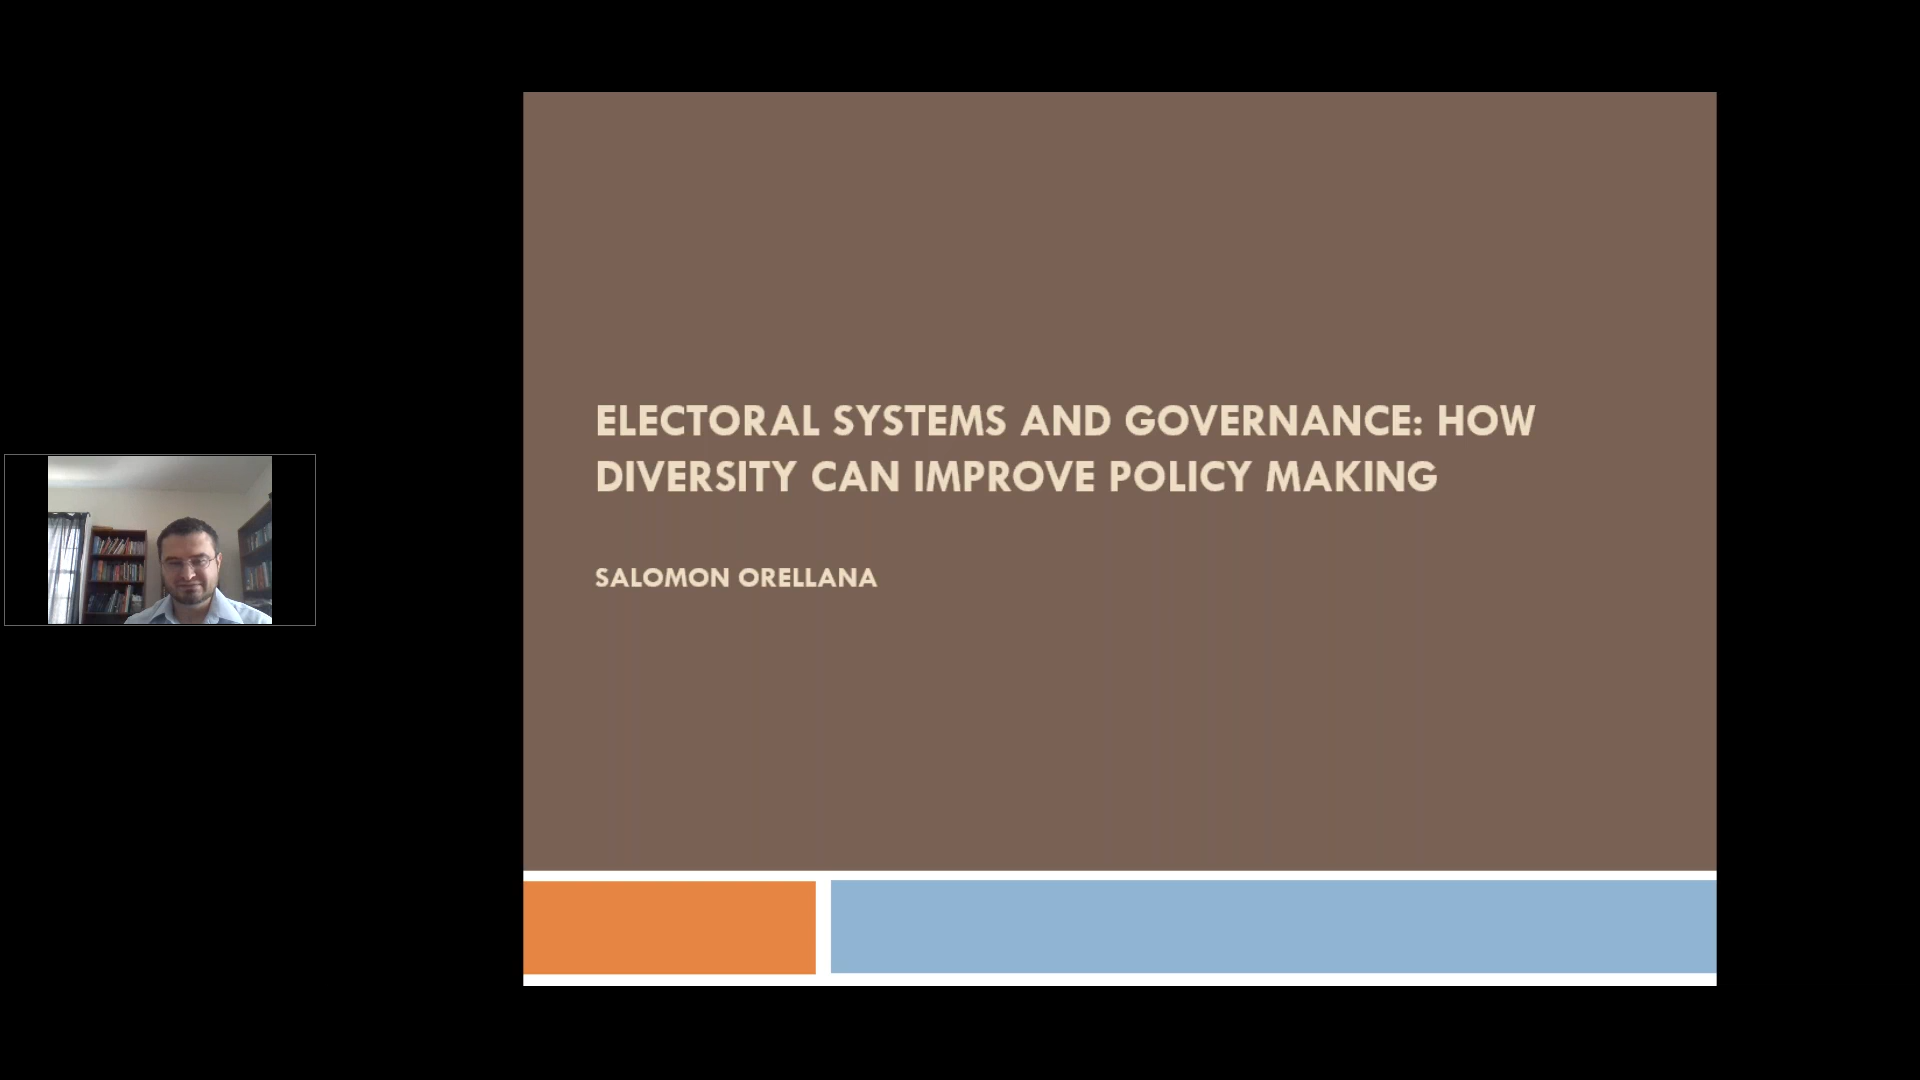 ELECTORAL SYSTEMS AND GOVERNANCE: HOW
DIVERSITY CAN IMPROVE POLICY MAKING
SALOMON ORELLANA